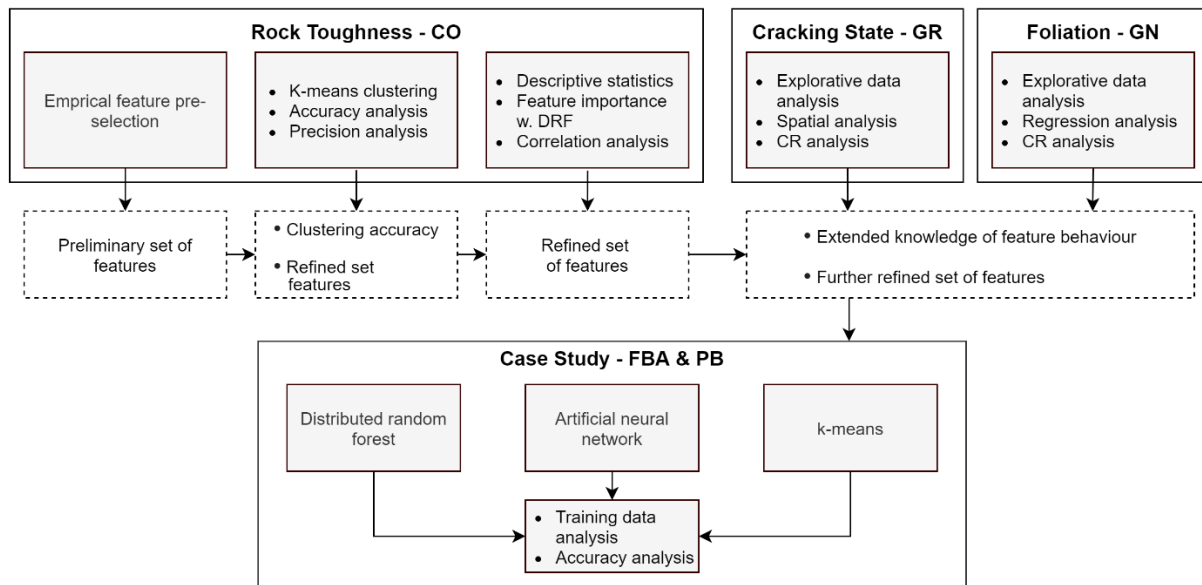 Rock Toughness - CO
Emprical feature pre-
selection
K-means clustering
Accuracy analysis
Precision analysis
Descriptive statistics
Feature importance
w. DRF
Correlation analysis
Cracking State - GR
Explorative data
analysis
Spatial analysis
CR analysis
Foliation - GN
Explorative data
analysis
Regression analysis
CR analysis
Preliminary set of
features
Clustering accuracy
Refined set
features
Refined set
of features
Extended knowledge of feature behaviour
Further refined set of features
Case Study - FBA & PB
Distributed random
forest
Artificial neural
network
k-means
Training data
analysis
Accuracy analysis